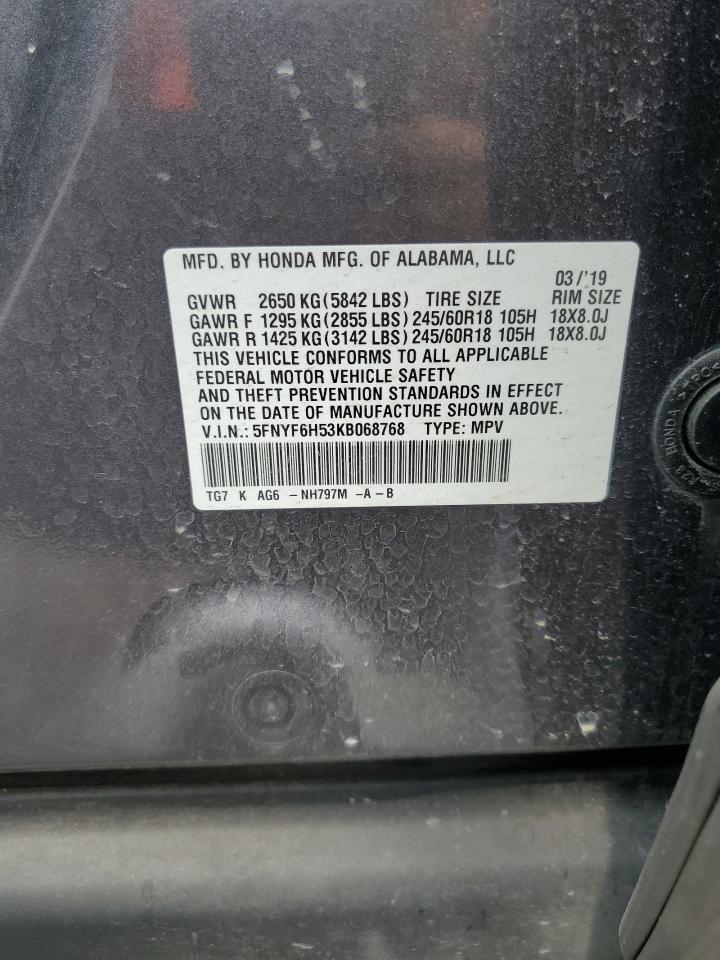 MFD. BY HONDA MFG. OF ALABAMA, LLC
03/'19
GVWR 2650 KG(5842 LBS) TIRE SIZE RIM SIZE
GAWR F 1295 KG(2855 LBS) 245/60R18 105H 18X8.0J
GAWR R 1425 KG(3142 LBS) 245/60R18 105H 18X8.0J
THIS VEHICLE CONFORMS TO ALL APPLICABLE
FEDERAL MOTOR VEHICLE SAFETY
AND THEFT PREVENTION STANDARDS IN EFFECT
ON THE DATE OF MANUFACTURE SHOWN ABOVE.
V.I.N.: 5FNYF6H53KB068768 TYPE: MPV
TG7 K AG6 -NH797M -A-B
HONDA